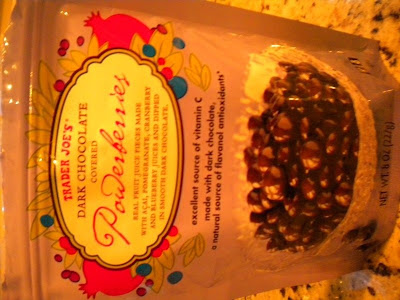 TRADER JOE'S
DARK CHOCOLATE
COVERED
Powerberries
REAL FRUIT JUICE PIECES MADE
WITH ACAI, POMEGRANATE, CRANBERRY
AND BLUEBERRY JUICES AND DIPPED
IN SMOOTH DARK CHOCOLATE.
excellent source of vitamin C
made with dark chocolate,
a natural source of flavanol antioxidants*
NET WT. 8 OZ (227g)